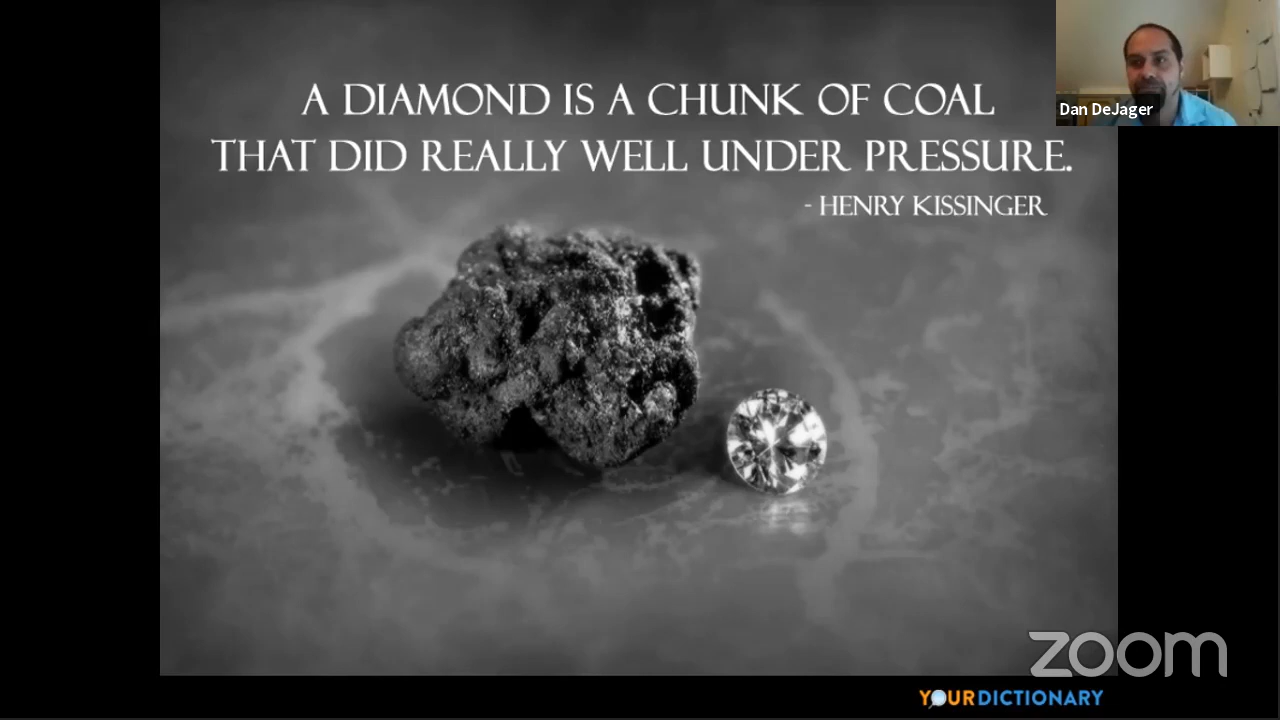 A DIAMOND IS A CHUNK OF COAL
THAT DID REALLY WELL UNDER PRESSURE.
- HENRY KISSINGER
Dan DeJager
zoom
YOURDICTIONARY